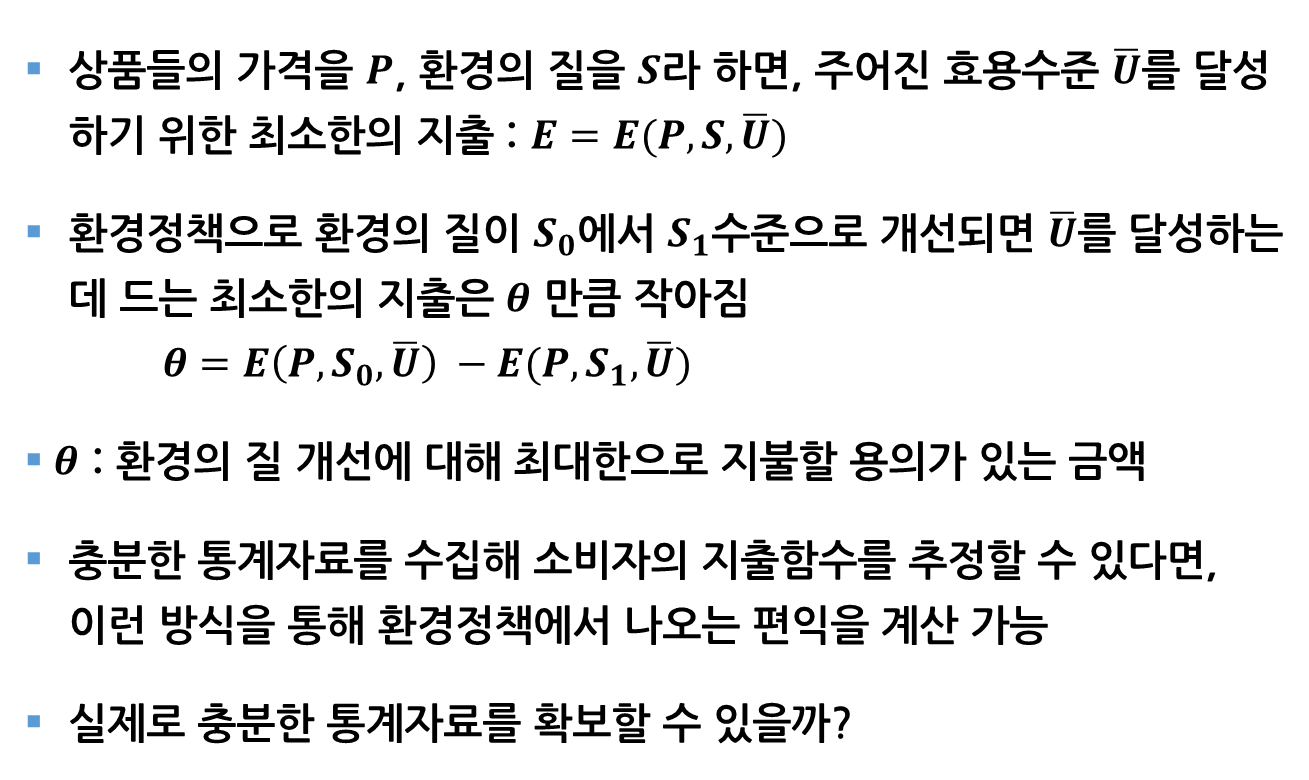 ▪ 상품들의 가격을 P, 환경의 질을 S라 하면, 주어진 효용수준 U̅를 달성
하기 위한 최소한의 지출 : E = E(P, S, U̅)
▪ 환경정책으로 환경의 질이 S₀에서 S₁수준으로 개선되면 U̅를 달성하는
데 드는 최소한의 지출은 θ 만큼 작아짐
θ = E(P, S₀, U̅) − E(P, S₁, U̅)
▪ θ : 환경의 질 개선에 대해 최대한으로 지불할 용의가 있는 금액
▪ 충분한 통계자료를 수집해 소비자의 지출함수를 추정할 수 있다면,
이런 방식을 통해 환경정책에서 나오는 편익을 계산 가능
▪ 실제로 충분한 통계자료를 확보할 수 있을까?